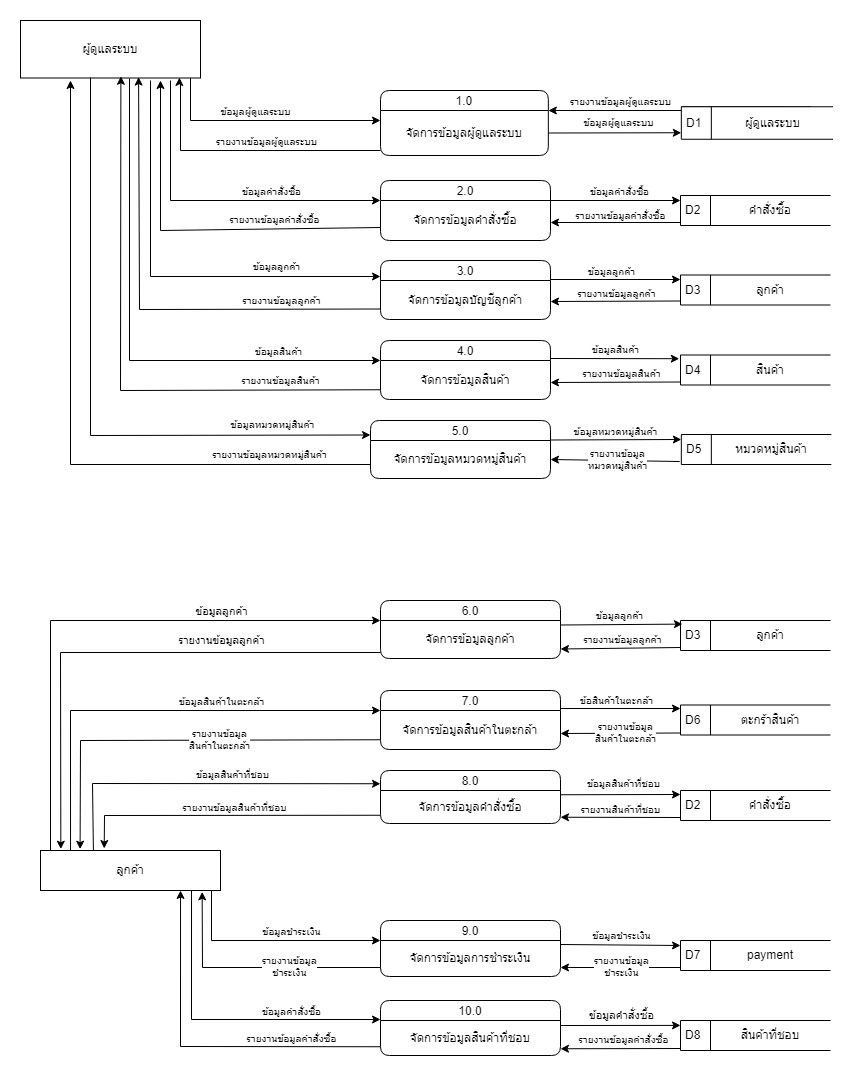 ผู้ดูแลระบบ
1.0
ข้อมูลผู้ดูแลระบบ
รายงานข้อมูลผู้ดูแลระบบ
จัดการข้อมูลผู้ดูแลระบบ
รายงานข้อมูลผู้ดูแลระบบ
ข้อมูลผู้ดูแลระบบ
D1
ผู้ดูแลระบบ
2.0
ข้อมูลคำสั่งซื้อ
รายงานข้อมูลคำสั่งซื้อ
จัดการข้อมูลคำสั่งซื้อ
ข้อมูลคำสั่งซื้อ
รายงานข้อมูลคำสั่งซื้อ
D2
คำสั่งซื้อ
3.0
ข้อมูลลูกค้า
รายงานข้อมูลลูกค้า
จัดการข้อมูลบัญชีลูกค้า
ข้อมูลลูกค้า
รายงานข้อมูลลูกค้า
D3
ลูกค้า
4.0
ข้อมูลสินค้า
รายงานข้อมูลสินค้า
จัดการข้อมูลสินค้า
ข้อมูลสินค้า
รายงานข้อมูลสินค้า
D4
สินค้า
5.0
ข้อมูลหมวดหมู่สินค้า
รายงานข้อมูลหมวดหมู่สินค้า
จัดการข้อมูลหมวดหมู่สินค้า
ข้อมูลหมวดหมู่สินค้า
รายงานข้อมูล
หมวดหมู่สินค้า
D5
หมวดหมู่สินค้า
6.0
ข้อมูลลูกค้า
รายงานข้อมูลลูกค้า
จัดการข้อมูลลูกค้า
ข้อมูลลูกค้า
รายงานข้อมูลลูกค้า
D3
ลูกค้า
7.0
ข้อมูลสินค้าในตะกล้า
รายงานข้อมูล
สินค้าในตะกล้า
จัดการข้อมูลสินค้าในตะกล้า
ข้อสินค้าในตะกล้า
รายงานข้อมูล
สินค้าในตะกล้า
D6
ตะกร้าสินค้า
8.0
ข้อมูลสินค้าที่ชอบ
รายงานข้อมูลสินค้าที่ชอบ
จัดการข้อมูลคำสั่งซื้อ
ข้อมูลสินค้าที่ชอบ
รายงานสินค้าที่ชอบ
D2
คำสั่งซื้อ
ลูกค้า
9.0
ข้อมูลชำระเงิน
รายงานข้อมูล
ชำระเงิน
จัดการข้อมูลการชำระเงิน
ข้อมูลชำระเงิน
รายงานข้อมูล
ชำระเงิน
D7
payment
10.0
ข้อมูลคำสั่งซื้อ
รายงานข้อมูลคำสั่งซื้อ
จัดการข้อมูลสินค้าที่ชอบ
ข้อมูลคำสั่งซื้อ
รายงานข้อมูลคำสั่งซื้อ
D8
สินค้าที่ชอบ